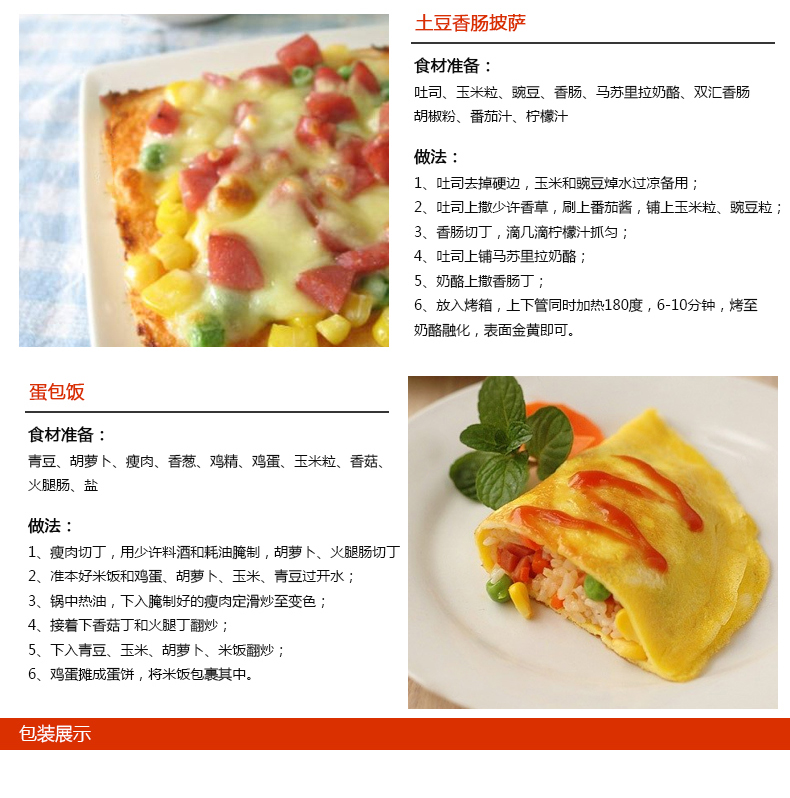 土豆香肠披萨
食材准备：
吐司、玉米粒、豌豆、香肠、马苏里拉奶酪、双汇香肠
胡椒粉、番茄汁、柠檬汁
做法：
1、吐司去掉硬边，玉米和豌豆焯水过凉备用；
2、吐司上撒少许香草，刷上番茄酱，铺上玉米粒、豌豆粒；
3、香肠切丁，滴几滴柠檬汁抓匀；
4、吐司上铺马苏里拉奶酪；
5、奶酪上撒香肠丁；
6、放入烤箱，上下管同时加热180度，6-10分钟，烤至
奶酪融化，表面金黄即可。
蛋包饭
食材准备：
青豆、胡萝卜、瘦肉、香葱、鸡精、鸡蛋、玉米粒、香菇、
火腿肠、盐
做法：
1、瘦肉切丁，用少许料酒和耗油腌制，胡萝卜、火腿肠切丁
2、准本好米饭和鸡蛋、胡萝卜、玉米、青豆过开水；
3、锅中热油，下入腌制好的瘦肉定滑炒至变色；
4、接着下香菇丁和火腿丁翻炒；
5、下入青豆、玉米、胡萝卜、米饭翻炒；
6、鸡蛋摊成蛋饼，将米饭包裹其中。
包装展示